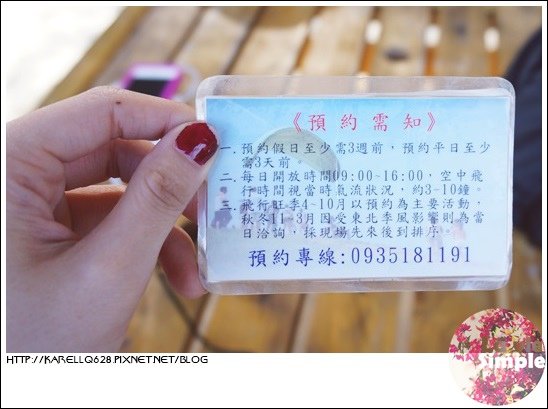 《預約需知》
一.預約假日至少需3週前，預約平日至少
需3天前。
二.每日開放時間09:00-16:00，空中飛
行時間視當時氣流狀況，約3-10鐘。
三.飛行旺季4~10月以預約為主要活動，
秋冬11-3月因受東北季風影響則為當
日洽詢，採現場先來後到排序。
預約專線:0935181191
HTTP://KARELLQ628.PIXNET.NET/BLOG
Simple